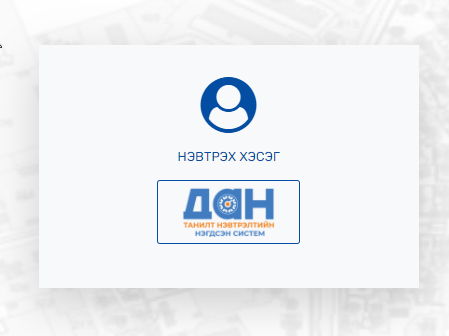 НЭВТРЭХ ХЭСЭГ
ДАН
ТАНИЛТ НЭВТРЭЛТИЙН
НЭГДСЭН СИСТЕМ